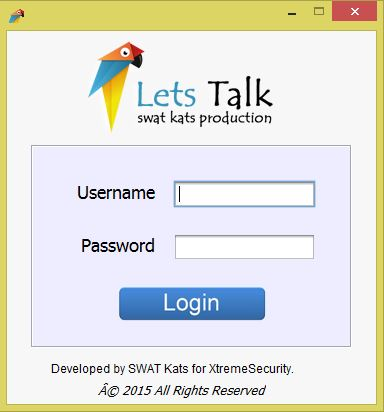 Lets Talk
swat kats production
Username
Password
Login
Developed by SWAT Kats for XtremeSecurity.
Â© 2015 All Rights Reserved